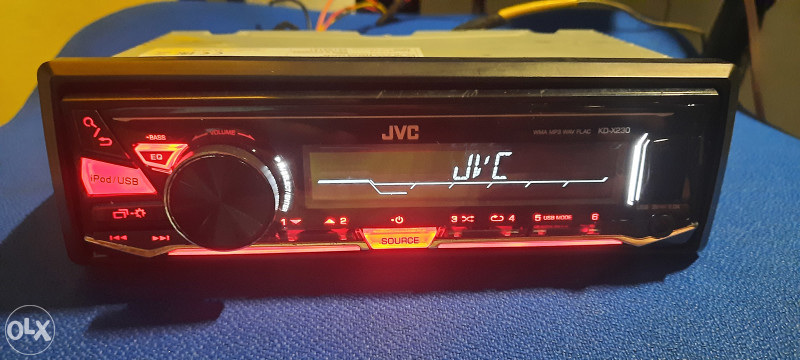 JVC
WMA MP3 WAV FLAC KD-X230
VOLUME
-BASS
EQ
iPod/USB
JVC
1
2
3
4
5 USB MODE
6
SOURCE
OLX